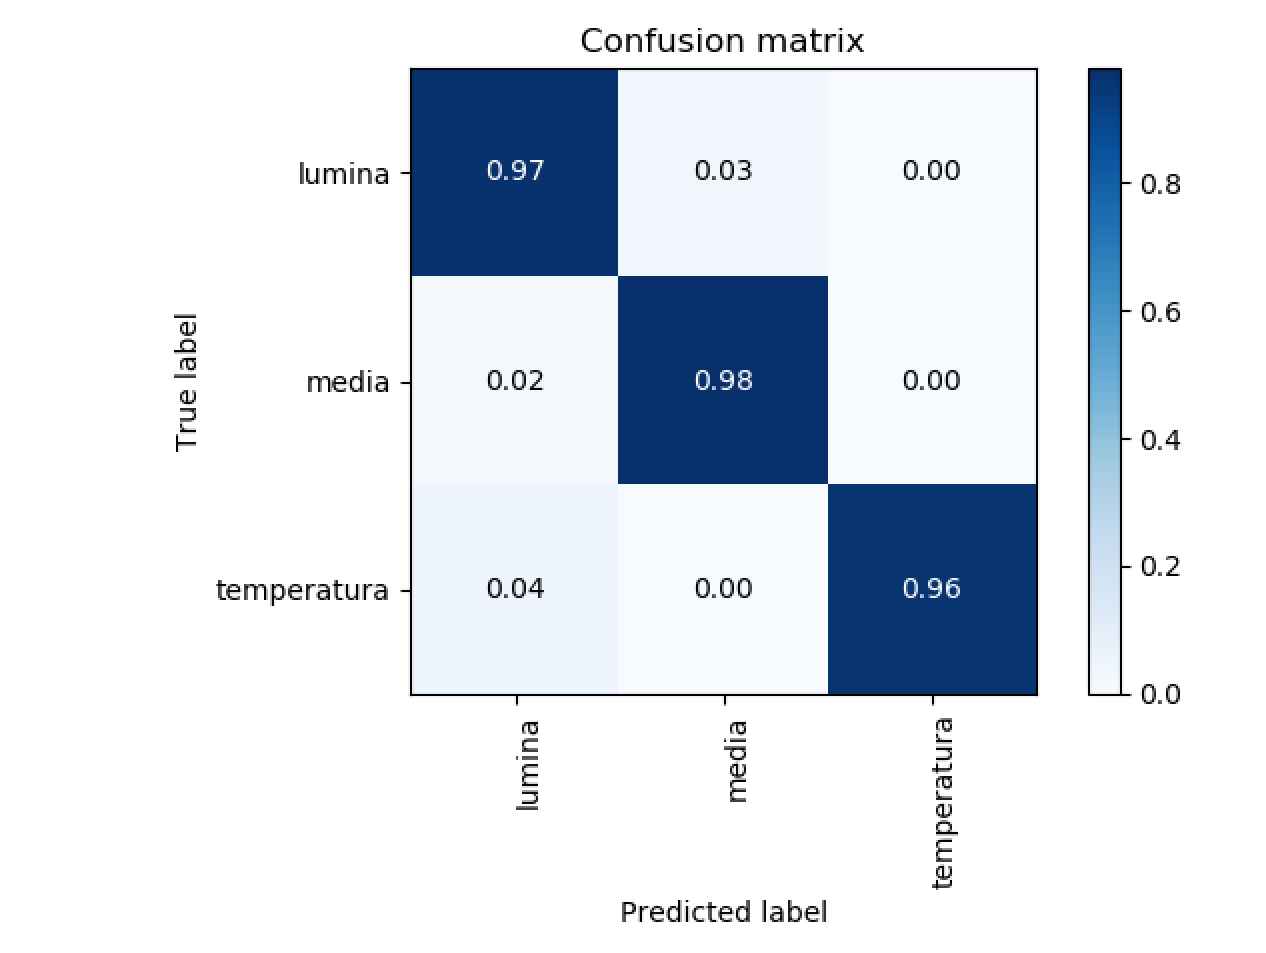 Confusion matrix
lumina 0.97 0.03 0.00
media 0.02 0.98 0.00
temperatura 0.04 0.00 0.96
True label
lumina
media
temperatura
Predicted label
0.8
0.6
0.4
0.2
0.0